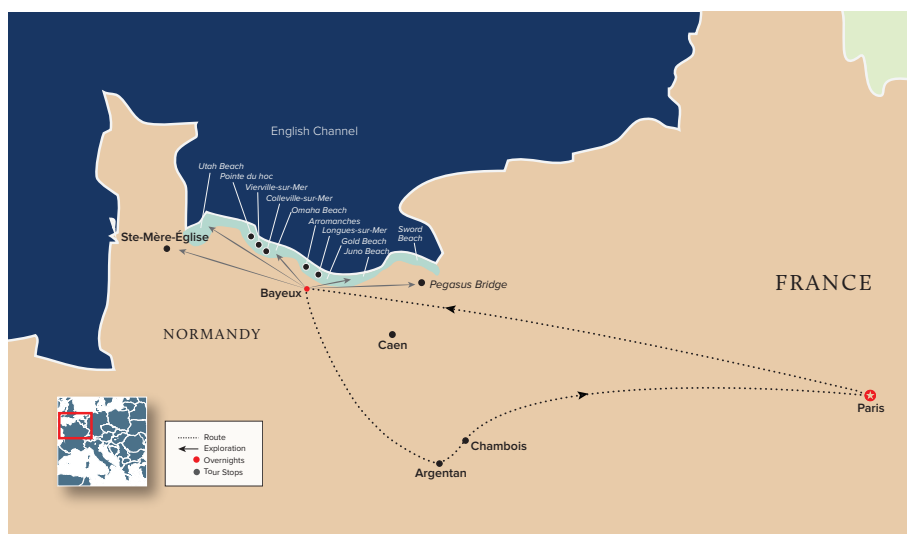 English Channel
Utah Beach
Pointe du hoc
Vierville-sur-Mer
Colleville-sur-Mer
Omaha Beach
Arromanches
Longues-sur-Mer
Gold Beach
Juno Beach
Sword
Beach
Ste-Mère-Église
Bayeux
Pegasus Bridge
FRANCE
NORMANDY
Caen
Paris
Chambois
Argentan
Route
Exploration
Overnights
Tour Stops